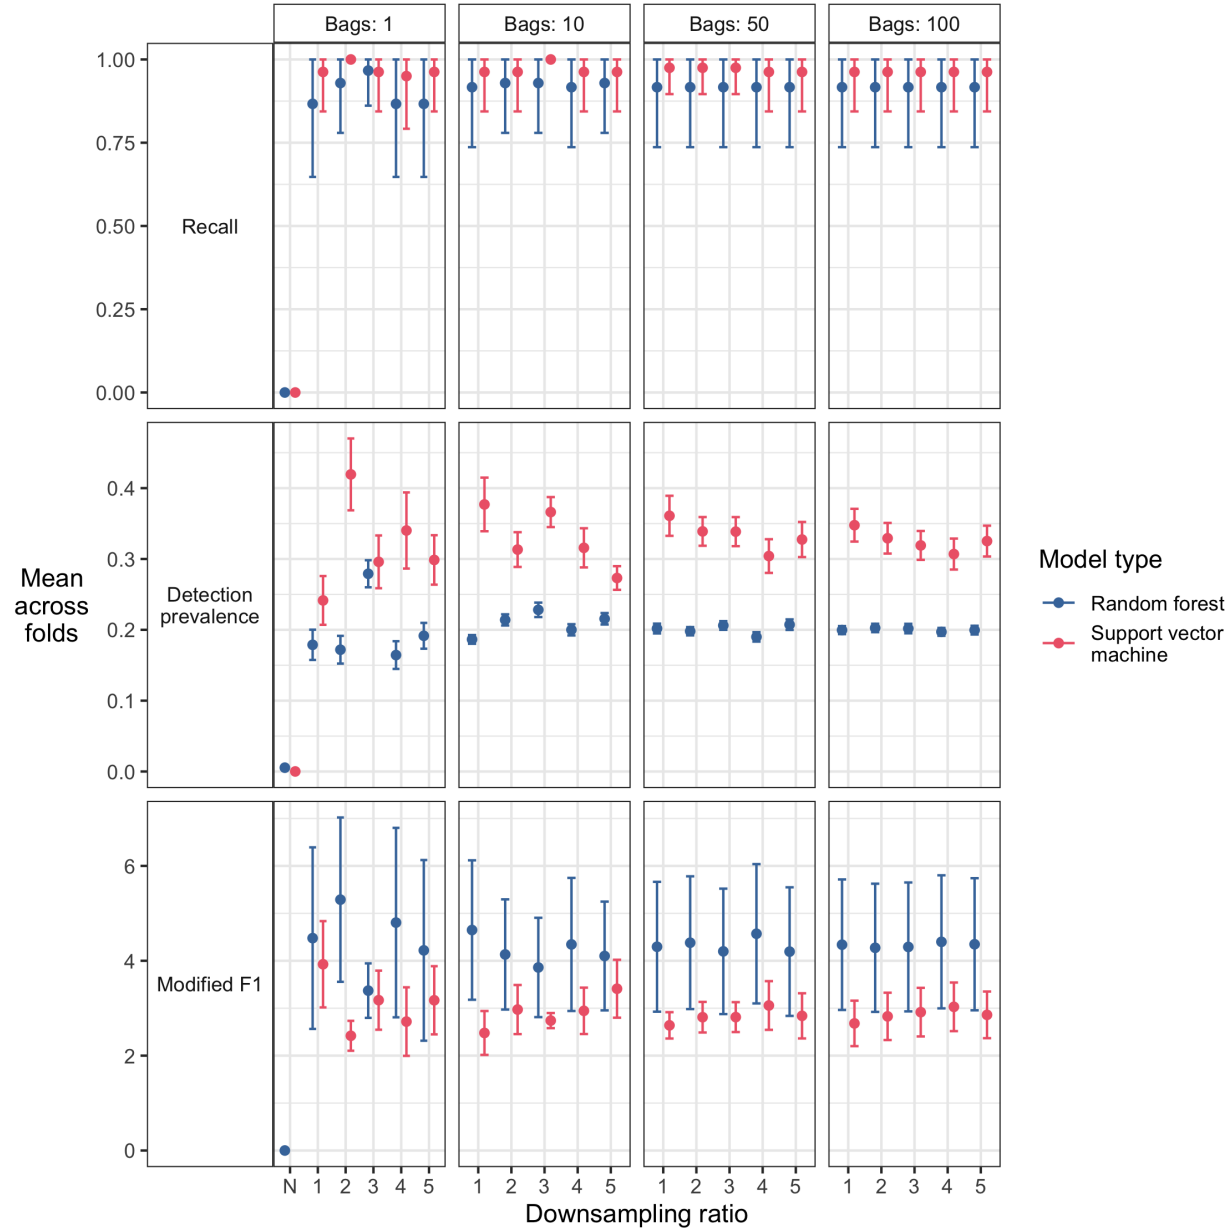 Bags: 1
Bags: 10
Bags: 50
Bags: 100
1.00
0.75
0.50
0.25
0.00
Recall
0.4
0.3
0.2
0.1
0.0
Detection
prevalence
Mean
across
folds
6
4
2
0
Modified F1
N 1 2 3 4 5
1 2 3 4 5
1 2 3 4 5
1 2 3 4 5
Downsampling ratio
Model type
Random forest
Support vector
machine